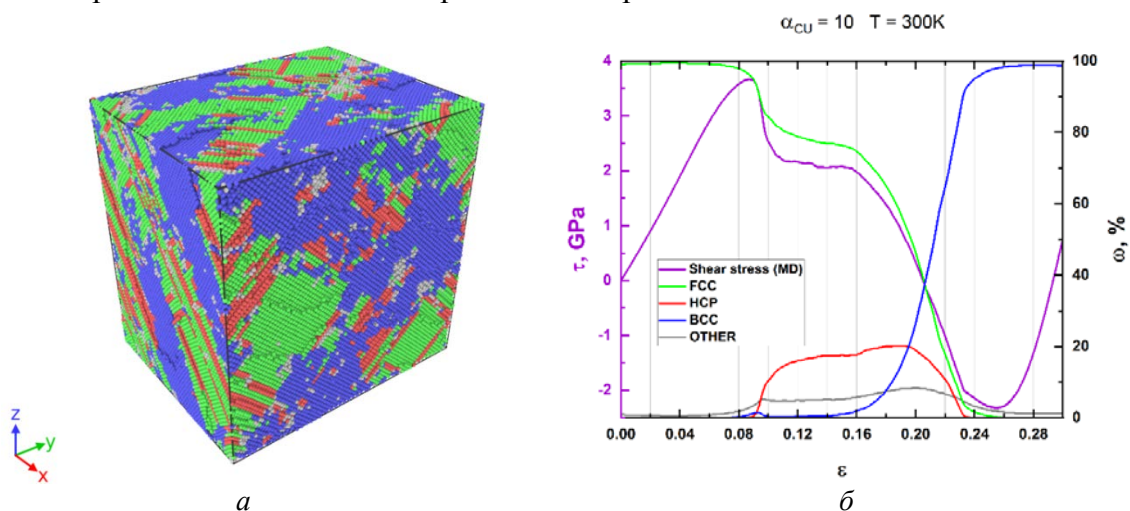 α_CU = 10 T = 300K
z
y
x
4
3
2
1
0
-1
-2
τ, GPa
100
80
60
40
20
0
ω, %
Shear stress (MD)
FCC
HCP
BCC
OTHER
0.00 0.04 0.08 0.12 0.16 0.20 0.24 0.28
ε
а б